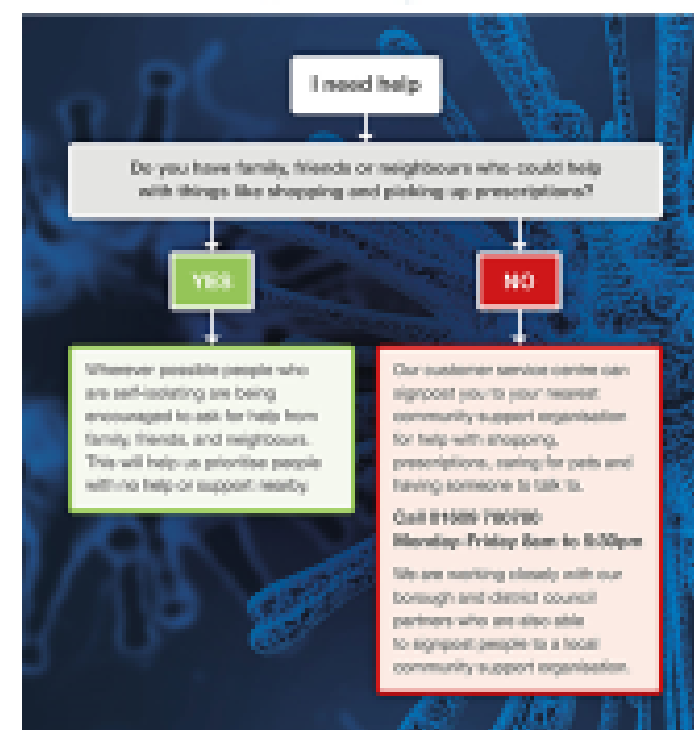 I need help
Do you have family, friends or neighbours who could help
with things like shopping and picking up prescriptions?
YES
NO
Wherever possible people who
are self-isolating are being
encouraged to ask for help from
family, friends, and neighbours.
This will help us prioritise people
with no help or support nearby.
Our customer service centre can
signpost you to your nearest
community support organisation
for help with shopping,
prescriptions, caring for pets and
having someone to talk to.
Call
Monday-Friday 8am to 5:30pm
We are working closely with our
borough and district council
partners who are also able
to signpost people to a local
community support organisation.